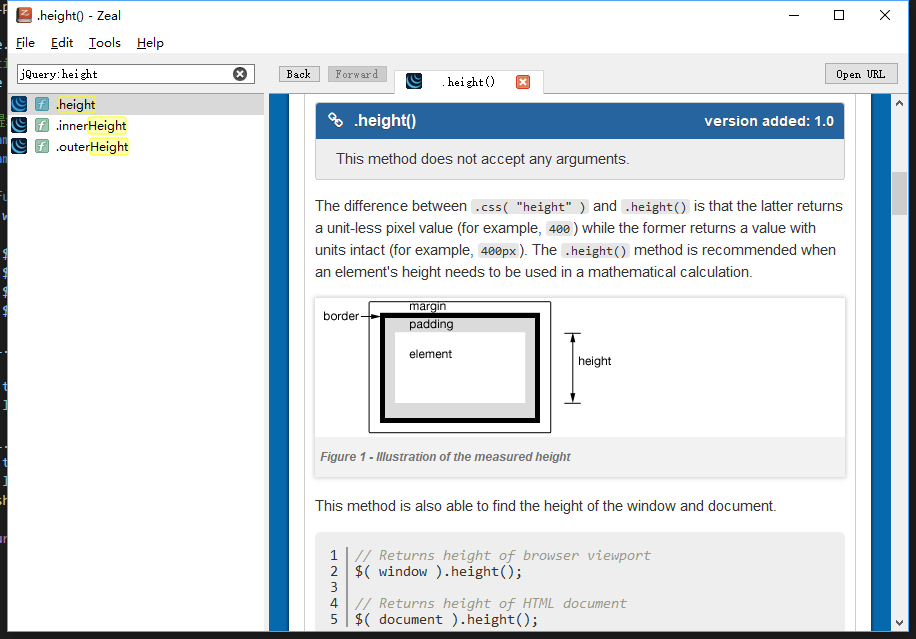 .height() - Zeal
File Edit Tools Help
jQuery:height
Back Forward .height() Open URL
.height
.innerHeight
.outerHeight
.height() version added: 1.0
This method does not accept any arguments.
The difference between .css( "height" ) and .height() is that the latter returns
a unit-less pixel value (for example, 400) while the former returns a value with
units intact (for example, 400px). The .height() method is recommended when
an element's height needs to be used in a mathematical calculation.
margin
border
padding
element
height
Figure 1 - Illustration of the measured height
This method is also able to find the height of the window and document.
1 // Returns height of browser viewport
2 $( window ).height();
3
4 // Returns height of HTML document
5 $( document ).height();